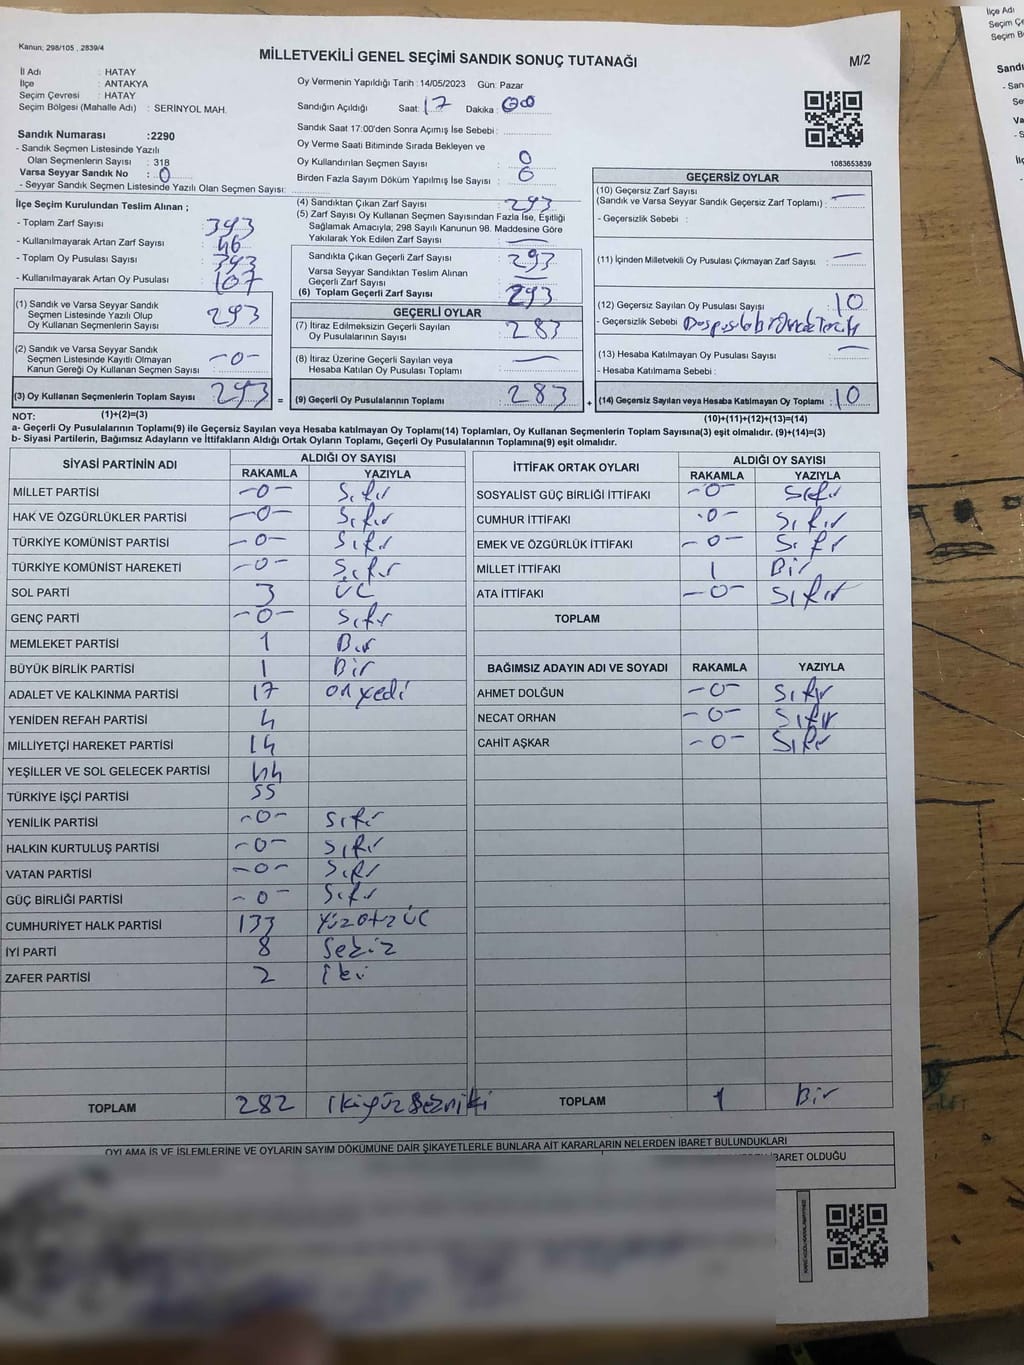 Kanun; 298/105 , 2839/4
MİLLETVEKİLİ GENEL SEÇİMİ SANDIK SONUÇ TUTANAĞI
M/2
İl Adı : HATAY
İlçe : ANTAKYA
Seçim Çevresi : HATAY
Seçim Bölgesi (Mahalle Adı) : SERİNYOL MAH.
Sandık Numarası :2290
- Sandık Seçmen Listesinde Yazılı
Olan Seçmenlerin Sayısı : 318
Varsa Seyyar Sandık No : 0
- Seyyar Sandık Seçmen Listesinde Yazılı Olan Seçmen Sayısı:
İlçe Seçim Kurulundan Teslim Alınan ;
- Toplam Zarf Sayısı : 393
- Kullanılmayarak Artan Zarf Sayısı
- Toplam Oy Pusulası Sayısı : 393
- Kullanılmayarak Artan Oy Pusulası : 107
(1) Sandık ve Varsa Seyyar Sandık
Seçmen Listesinde Yazılı Olup
Oy Kullanan Seçmenlerin Sayısı : 293
(2) Sandık ve Varsa Seyyar Sandık
Seçmen Listesinde Kayıtlı Olmayan
Kanun Gereği Oy Kullanan Seçmen Sayısı : -0-
(3) Oy Kullanan Seçmenlerin Toplam Sayısı : 293 =
Oy Vermenin Yapıldığı Tarih : 14/05/2023 Gün: Pazar
Sandığın Açıldığı Saat: 17 Dakika : 00
Sandık Saat 17:00'den Sonra Açımış İse Sebebi :
Oy Verme Saati Bitiminde Sırada Bekleyen ve
Oy Kullandırılan Seçmen Sayısı : 0
Birden Fazla Sayım Döküm Yapılmış İse Sayısı : 0
(4) Sandıktan Çıkan Zarf Sayısı : 293
(5) Zarf Sayısı Oy Kullanan Seçmen Sayısından Fazla İse, Eşitliği
Sağlamak Amacıyla; 298 Sayılı Kanunun 98. Maddesine Göre
Yakılarak Yok Edilen Zarf Sayısı : —
Sandıkta Çıkan Geçerli Zarf Sayısı : 293
Varsa Seyyar Sandıktan Teslim Alınan
Geçerli Zarf Sayısı : —
(6) Toplam Geçerli Zarf Sayısı : 293
GEÇERLİ OYLAR
(7) İtiraz Edilmeksizin Geçerli Sayılan
Oy Pusulalarının Sayısı : 283
(8) İtiraz Üzerine Geçerli Sayılan veya
Hesaba Katılan Oy Pusulası Toplamı : —
(9) Geçerli Oy Pusulalarının Toplamı : 283 +
1083653839
GEÇERSİZ OYLAR
(10) Geçersiz Zarf Sayısı
(Sandık ve Varsa Seyyar Sandık Geçersiz Zarf Toplamı) : —
- Geçersizlik Sebebi :
(11) İçinden Milletvekili Oy Pusulası Çıkmayan Zarf Sayısı : —
(12) Geçersiz Sayılan Oy Pusulası Sayısı : 10
- Geçersizlik Sebebi :
(13) Hesaba Katılmayan Oy Pusulası Sayısı : —
- Hesaba Katılmama Sebebi :
(14) Geçersiz Sayılan veya Hesaba Katılmayan Oy Toplamı : 10
NOT: (1)+(2)=(3) (10)+(11)+(12)+(13)=(14)
a- Geçerli Oy Pusulalarının Toplamı(9) ile Geçersiz Sayılan veya Hesaba katılmayan Oy Toplamı(14) Toplamları, Oy Kullanan Seçmenlerin Toplam Sayısına(3) eşit olmalıdır. (9)+(14)=(3)
b- Siyasi Partilerin, Bağımsız Adayların ve İttifakların Aldığı Ortak Oyların Toplamı, Geçerli Oy Pusulalarının Toplamına(9) eşit olmalıdır.
SİYASİ PARTİNİN ADI ALDIĞI OY SAYISI
RAKAMLA YAZIYLA
MİLLET PARTİSİ -0- Sıfır
HAK VE ÖZGÜRLÜKLER PARTİSİ -0- Sıfır
TÜRKİYE KOMÜNİST PARTİSİ -0- Sıfır
TÜRKİYE KOMÜNİST HAREKETİ -0- Sıfır
SOL PARTİ 3 ÜC
GENÇ PARTİ -0- Sıfır
MEMLEKET PARTİSİ 1 Bir
BÜYÜK BİRLİK PARTİSİ 1 Bir
ADALET VE KALKINMA PARTİSİ 17 on yedi
YENİDEN REFAH PARTİSİ 4
MİLLİYETÇİ HAREKET PARTİSİ 14
YEŞİLLER VE SOL GELECEK PARTİSİ 44
TÜRKİYE İŞÇİ PARTİSİ 55
YENİLİK PARTİSİ -0- Sıfır
HALKIN KURTULUŞ PARTİSİ -0- Sıfır
VATAN PARTİSİ -0- Sıfır
GÜÇ BİRLİĞİ PARTİSİ -0- Sıfır
CUMHURİYET HALK PARTİSİ 133
İYİ PARTİ 8 Sekiz
ZAFER PARTİSİ 2 İki
TOPLAM 282
İTTİFAK ORTAK OYLARI ALDIĞI OY SAYISI
RAKAMLA YAZIYLA
SOSYALİST GÜÇ BİRLİĞİ İTTİFAKI -0- Sıfır
CUMHUR İTTİFAKI -0- Sıfır
EMEK VE ÖZGÜRLÜK İTTİFAKI -0- Sıfır
MİLLET İTTİFAKI 1 Bir
ATA İTTİFAKI -0- Sıfır
TOPLAM
BAĞIMSIZ ADAYIN ADI VE SOYADI RAKAMLA YAZIYLA
AHMET DOLĞUN -0- Sıfır
NECAT ORHAN -0- Sıfır
CAHİT AŞKAR -0- Sıfır
TOPLAM 1 Bir
OYLAMA İŞ VE İŞLEMLERİNE VE OYLARIN SAYIM DÖKÜMÜNE DAİR ŞİKAYETLERLE BUNLARA AİT KARARLARIN NELERDEN İBARET BULUNDUKLARI
İBARET OLDUĞU
İlçe Adı